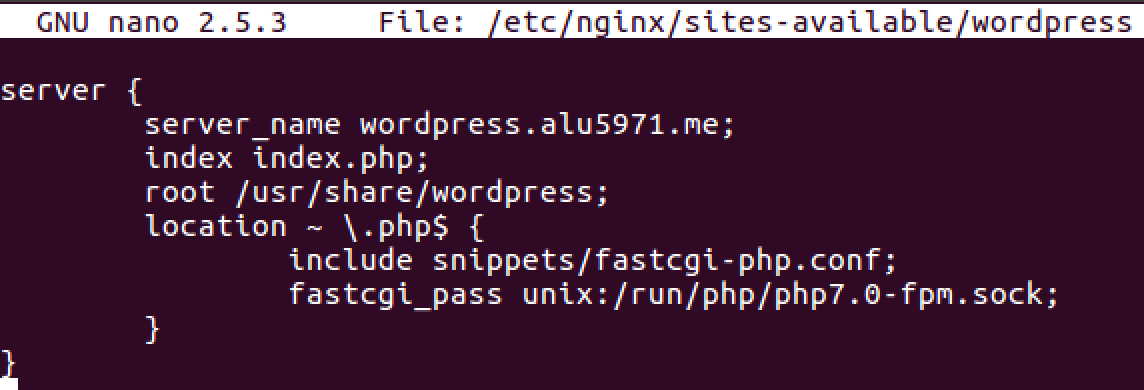 GNU nano 2.5.3 File: /etc/nginx/sites-available/wordpress
server {
server_name wordpress.alu5971.me;
index index.php;
root /usr/share/wordpress;
location ~ \.php$ {
include snippets/fastcgi-php.conf;
fastcgi_pass unix:/run/php/php7.0-fpm.sock;
}
}